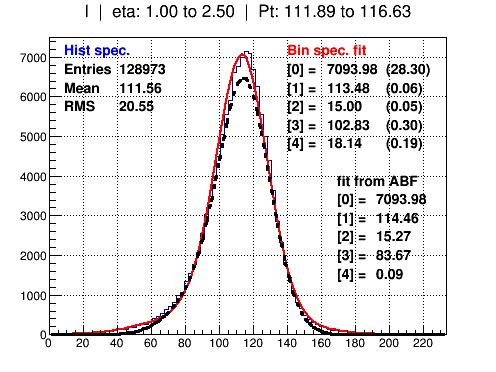 I | eta: 1.00 to 2.50 | Pt: 111.89 to 116.63
Hist spec.
Entries 128973
Mean 111.56
RMS 20.55
Bin spec. fit
[0] = 7093.98 (28.30)
[1] = 113.48 (0.06)
[2] = 15.00 (0.05)
[3] = 102.83 (0.30)
[4] = 18.14 (0.19)
fit from ABF
[0] = 7093.98
[1] = 114.46
[2] = 15.27
[3] = 83.67
[4] = 0.09
7000
6000
5000
4000
3000
2000
1000
0
0 20 40 60 80 100 120 140 160 180 200 220